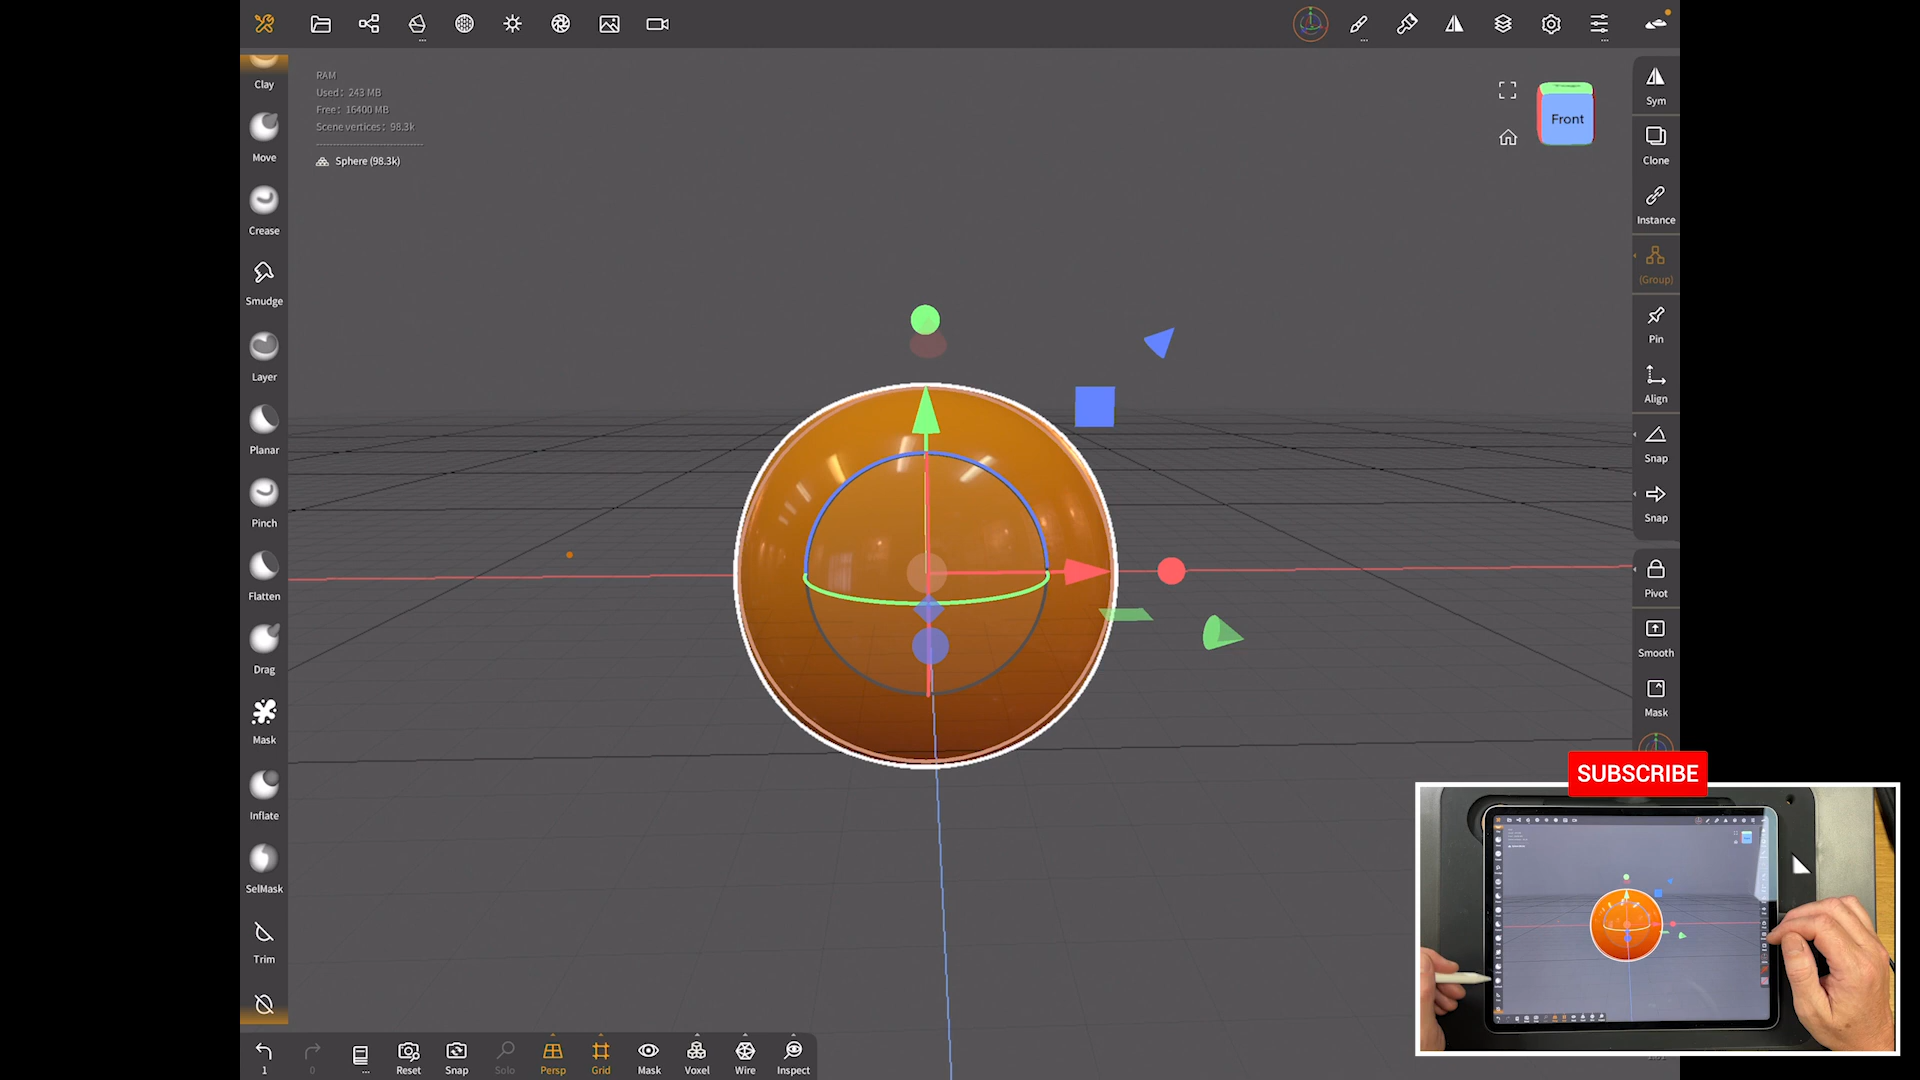 RAM
Used: 243 MB
Free: 16400 MB
Scene vertices: 98.3k
Sphere (98.3k)
Clay
Move
Crease
Smudge
Layer
Planar
Pinch
Flatten
Drag
Mask
Inflate
SelMask
Trim
Front
Sym
Clone
Instance
(Group)
Pin
Align
Snap
Snap
Pivot
Smooth
Mask
SUBSCRIBE
1
0
Reset
Snap
Solo
Persp
Grid
Mask
Voxel
Wire
Inspect